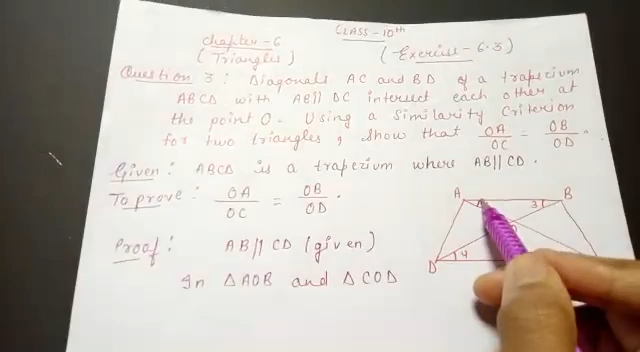 CLASS-10th
chapter-6
(Triangles)
(Exercise-6.3)
Question 3: Diagonals AC and BD of a trapezium
ABCD with AB||DC intersect each other at
the point O. Using a Similarity Criterion
for two triangles, show that OA/OC = OB/OD.
Given: ABCD is a trapezium where AB||CD.
To prove: OA/OC = OB/OD.
Proof: AB||CD (given)
In ΔAOB and ΔCOD
A B
3
D 4